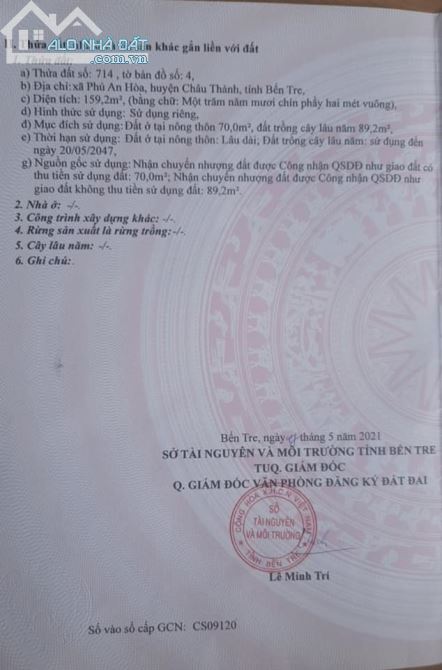 II. Thửa ALO NHÀ ĐẤT ản khác gắn liền với đất
1. Thửa đất:
a) Thửa đất số: 714 , tờ bản đồ số: 4,
b) Địa chỉ: xã Phú An Hòa, huyện Châu Thành, tỉnh Bến Tre,
c) Diện tích: 159,2m², (bằng chữ: Một trăm năm mươi chín phẩy hai mét vuông),
d) Hình thức sử dụng: Sử dụng riêng,
đ) Mục đích sử dụng: Đất ở tại nông thôn 70,0m², đất trồng cây lâu năm 89,2m²,
e) Thời hạn sử dụng: Đất ở tại nông thôn: Lâu dài; Đất trồng cây lâu năm: sử dụng đến
ngày 20/05/2047,
g) Nguồn gốc sử dụng: Nhận chuyển nhượng đất được Công nhận QSDĐ như giao đất có
thu tiền sử dụng đất: 70,0m²; Nhận chuyển nhượng đất được Công nhận QSDĐ như
giao đất không thu tiền sử dụng đất: 89,2m².
2. Nhà ở: -/-.
3. Công trình xây dựng khác: -/-.
4. Rừng sản xuất là rừng trồng:-/-.
5. Cây lâu năm: -/-.
6. Ghi chú:.
Bến Tre, ngày tháng 5 năm 2021
SỞ TÀI NGUYÊN VÀ MÔI TRƯỜNG TỈNH BẾN TRE
TUQ. GIÁM ĐỐC
Q. GIÁM ĐỐC VĂN PHÒNG ĐĂNG KÝ ĐẤT ĐAI
CỘNG HÒA X.H.C.N VIỆT NAM
SỞ
TÀI NGUYÊN
VÀ MÔI TRƯỜNG
TỈNH BẾN TRE
Lê Minh Trí
Số vào sổ cấp GCN: CS09120